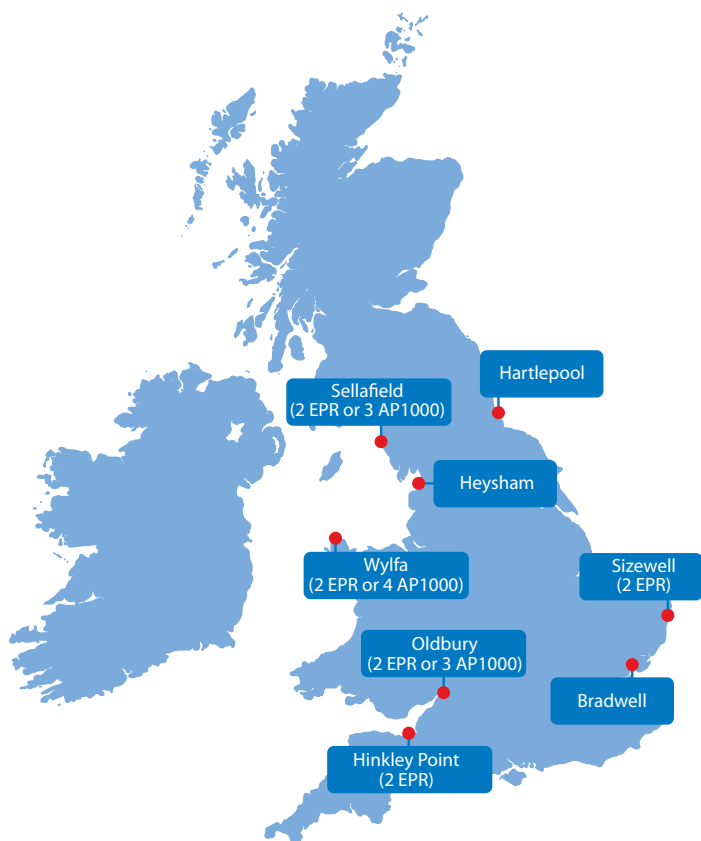 Hartlepool
Sellafield
(2 EPR or 3 AP1000)
Heysham
Wylfa
(2 EPR or 4 AP1000)
Sizewell
(2 EPR)
Oldbury
(2 EPR or 3 AP1000)
Bradwell
Hinkley Point
(2 EPR)